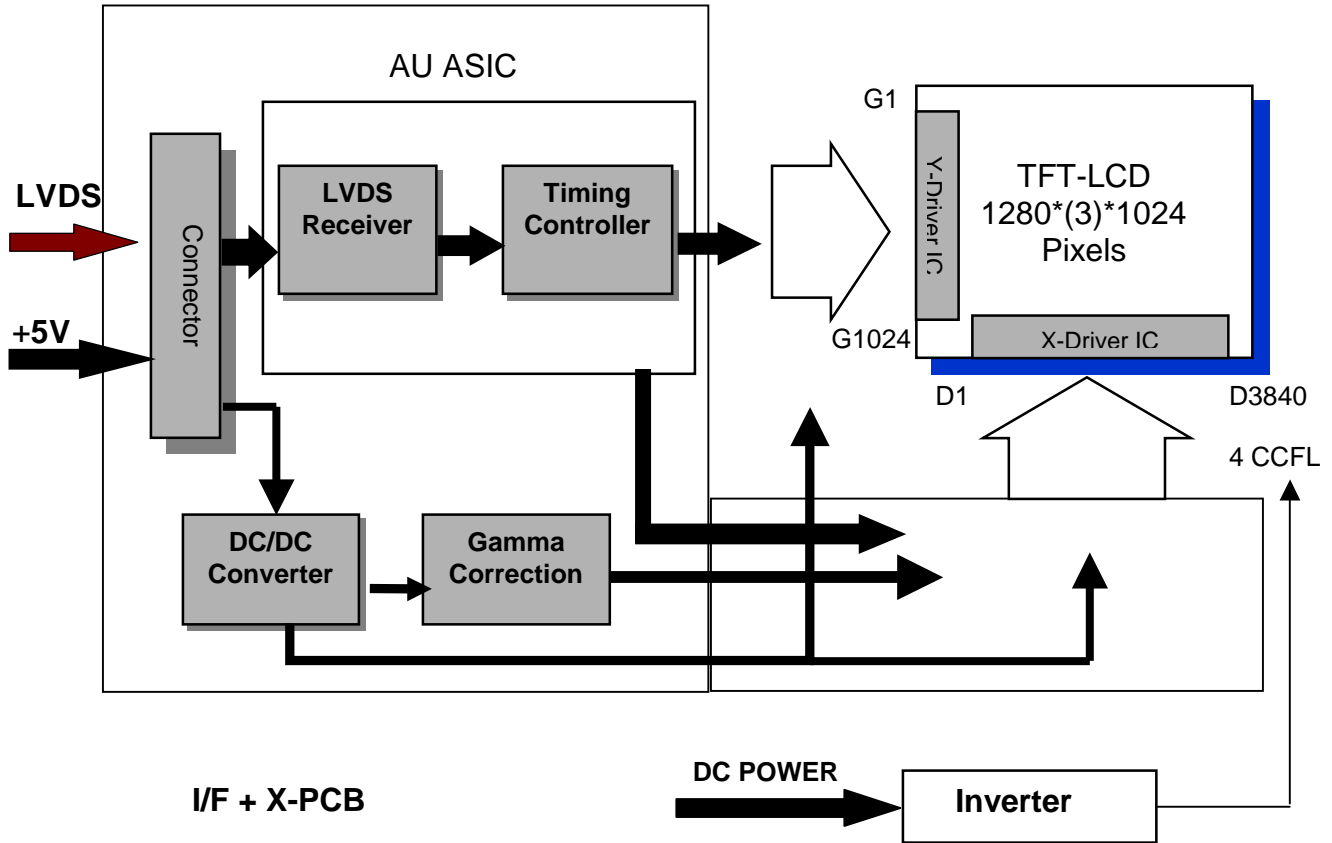 AU ASIC
G1
LVDS
Connector
LVDS
Receiver
Timing
Controller
Y-Driver IC
TFT-LCD
1280*(3)*1024
Pixels
+5V
G1024
X-Driver IC
D1
D3840
4 CCFL
DC/DC
Converter
Gamma
Correction
I/F + X-PCB
DC POWER
Inverter